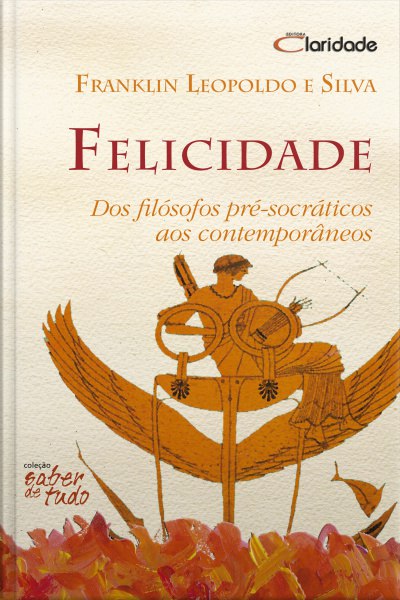 EDITORA
Claridade
FRANKLIN LEOPOLDO E SILVA
FELICIDADE
Dos filósofos pré-socráticos
aos contemporâneos
coleção
saber
de tudo